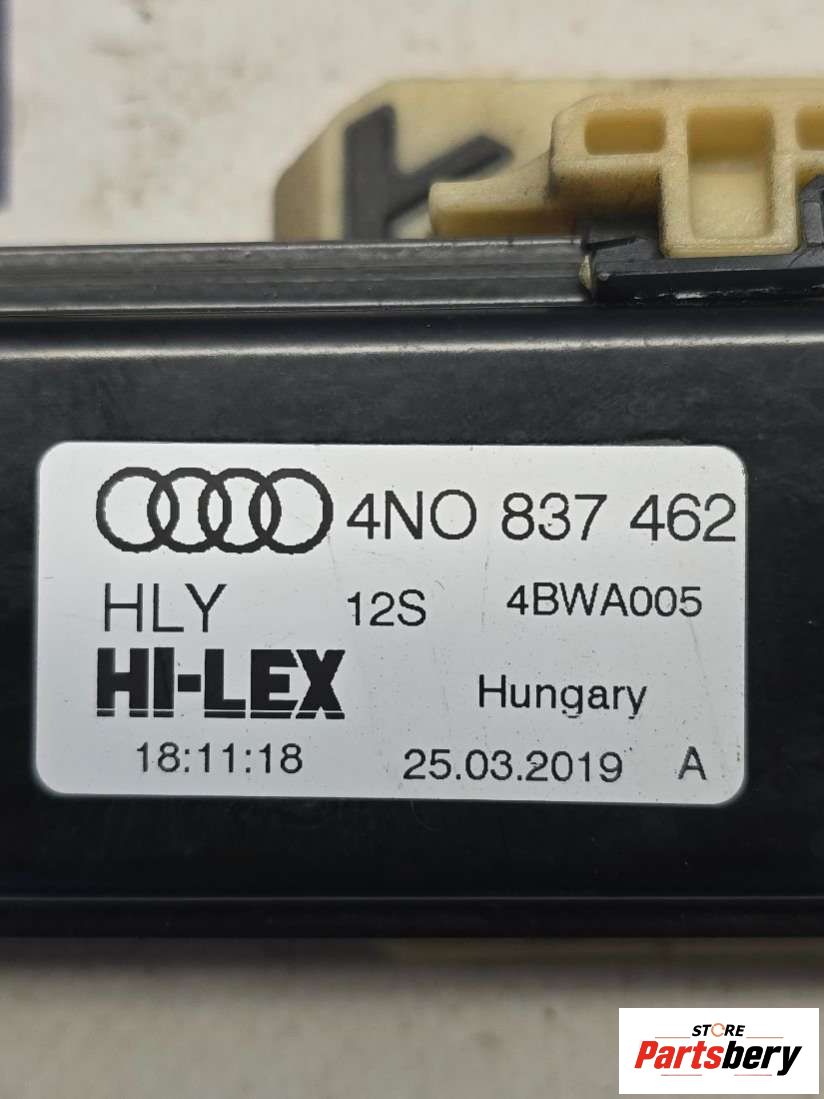 4N0 837 462
HLY 12S 4BWA005
HI-LEX Hungary
18:11:18 25.03.2019 A
STORE
Partsbery